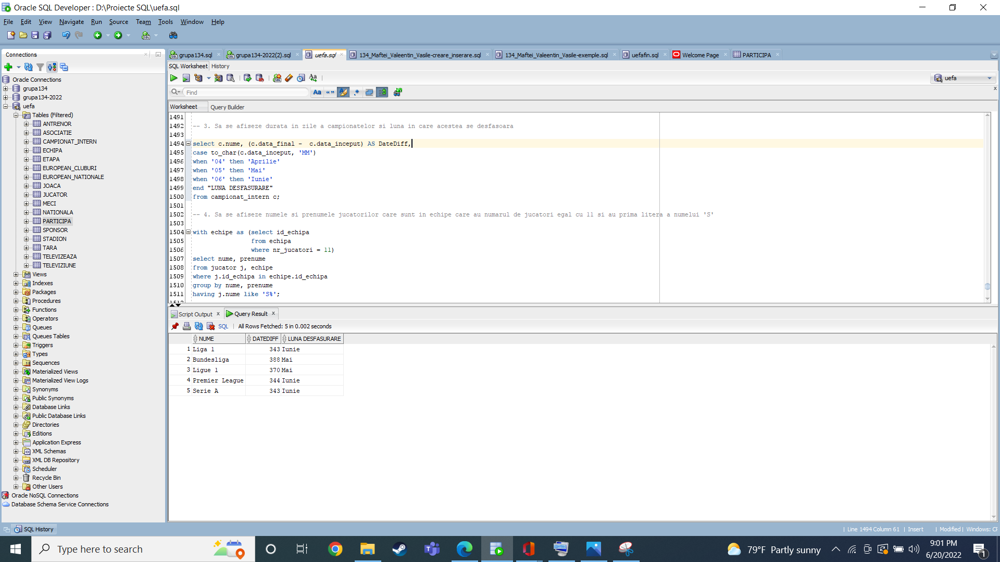 Oracle SQL Developer : D:\Proiecte SQL\uefa.sql
File Edit View Navigate Run Source Team Tools Window Help
Connections
Oracle Connections
grupa134
grupa134-2022
uefa
Tables (Filtered)
ANTRENOR
ASOCIATIE
CAMPIONAT_INTERN
ECHIPA
ETAPA
EUROPEAN_CLUBURI
EUROPEAN_NATIONALE
JOACA
JUCATOR
MECI
NATIONALA
PARTICIPA
SPONSOR
STADION
TARA
TELEVIZEAZA
TELEVIZIUNE
Views
Indexes
Packages
Procedures
Functions
Operators
Queues
Queues Tables
Triggers
Types
Sequences
Materialized Views
Materialized View Logs
Synonyms
Public Synonyms
Database Links
Public Database Links
Directories
Editions
Application Express
XML Schemas
XML DB Repository
Scheduler
Recycle Bin
Other Users
Oracle NoSQL Connections
Database Schema Service Connections
grupa134.sql grupa134-2022(2).sql uefa.sql 134_Maftei_Valeentin_Vasile-creare_inserare.sql 134_Maftei_Valeentin_Vasile-exemple.sql uefafin.sql Welcome Page PARTICIPA
SQL Worksheet History
uefa
Find
Worksheet Query Builder
1491
1492 -- 3. Sa se afiseze durata in zile a campionatelor si luna in care acestea se desfasoara
1493
1494 select c.nume, (c.data_final -  c.data_inceput) AS DateDiff,
1495 case to_char(c.data_inceput, 'MM')
1496 when '04' then 'Aprilie'
1497 when '05' then 'Mai'
1498 when '06' then 'Iunie'
1499 end "LUNA DESFASURARE"
1500 from campionat_intern c;
1501
1502 -- 4. Sa se afiseze numele si prenumele jucatorilor care sunt in echipe care au numarul de jucatori egal cu 11 si au prima litera a numelui 'S'
1503
1504 with echipe as (select id_echipa
1505 from echipa
1506 where nr_jucatori = 11)
1507 select nume, prenume
1508 from jucator j, echipe
1509 where j.id_echipa in echipe.id_echipa
1510 group by nume, prenume
1511 having j.nume like 'S%';
1512
Script Output Query Result
SQL All Rows Fetched: 5 in 0.002 seconds
NUME DATEDIFF LUNA DESFASURARE
1 Liga 1 343 Iunie
2 Bundesliga 388 Mai
3 Ligue 1 370 Mai
4 Premier League 344 Iunie
5 Serie A 343 Iunie
SQL History
Line 1494 Column 61 Insert Modified Windows: CF
Type here to search
79°F Partly sunny
9:01 PM
6/20/2022
1